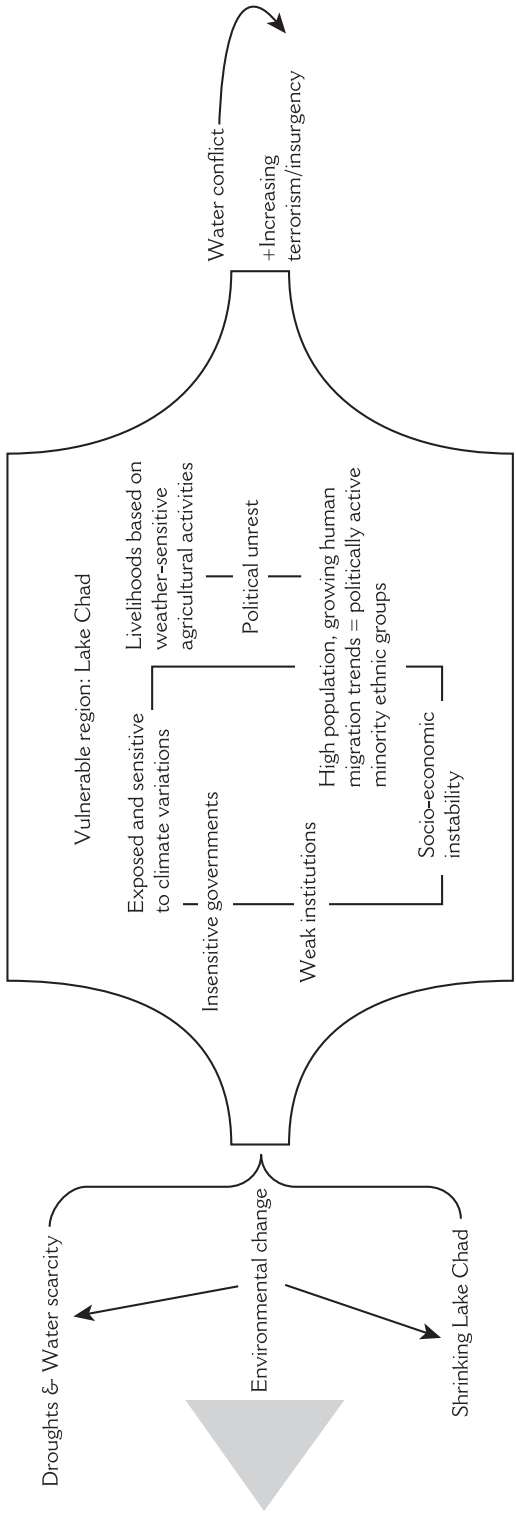 Droughts & Water scarcity
Environmental change
Shrinking Lake Chad
Vulnerable region: Lake Chad
Exposed and sensitive
to climate variations
Livelihoods based on
weather-sensitive
agricultural activities
Insensitive governments
Political unrest
Weak institutions
High population, growing human
migration trends = politically active
minority ethnic groups
Socio-economic
instability
Water conflict
+Increasing
terrorism/insurgency